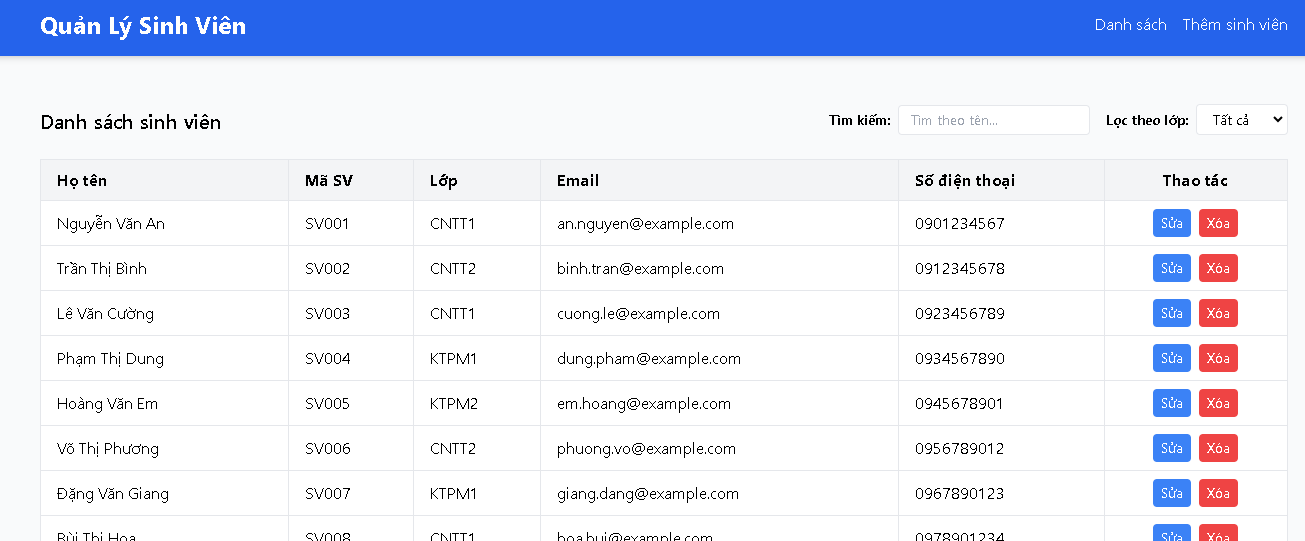 Quản Lý Sinh Viên Danh sách Thêm sinh viên
Danh sách sinh viên Tìm kiếm: Tìm theo tên... Lọc theo lớp: Tất cả
Họ tên Mã SV Lớp Email Số điện thoại Thao tác
Nguyễn Văn An SV001 CNTT1 an.nguyen@example.com 0901234567 Sửa Xóa
Trần Thị Bình SV002 CNTT2 binh.tran@example.com 0912345678 Sửa Xóa
Lê Văn Cường SV003 CNTT1 cuong.le@example.com 0923456789 Sửa Xóa
Phạm Thị Dung SV004 KTPM1 dung.pham@example.com 0934567890 Sửa Xóa
Hoàng Văn Em SV005 KTPM2 em.hoang@example.com 0945678901 Sửa Xóa
Võ Thị Phương SV006 CNTT2 phuong.vo@example.com 0956789012 Sửa Xóa
Đặng Văn Giang SV007 KTPM1 giang.dang@example.com 0967890123 Sửa Xóa
Bùi Thị Hoa SV008 CNTT1 hoa.bui@example.com 0978901234 Sửa Xóa